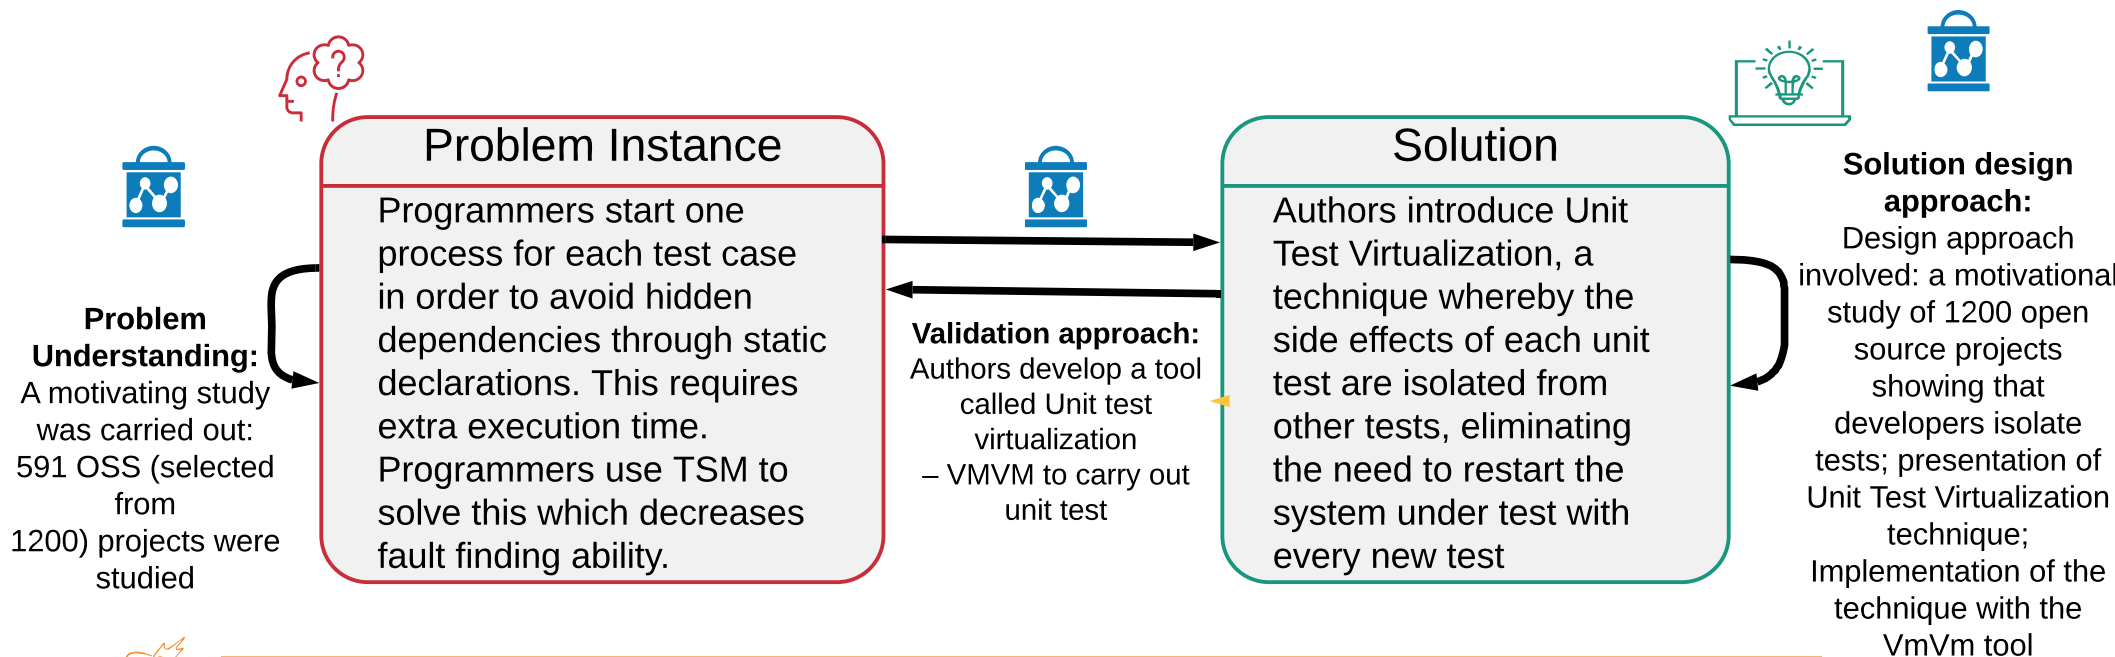 Problem Instance
Programmers start one
process for each test case
in order to avoid hidden
dependencies through static
declarations. This requires
extra execution time.
Programmers use TSM to
solve this which decreases
fault finding ability.
Problem
Understanding:
A motivating study
was carried out:
591 OSS (selected
from
1200) projects were
studied
Validation approach:
Authors develop a tool
called Unit test
virtualization
– VMVM to carry out
unit test
Solution
Authors introduce Unit
Test Virtualization, a
technique whereby the
side effects of each unit
test are isolated from
other tests, eliminating
the need to restart the
system under test with
every new test
Solution design
approach:
Design approach
involved: a motivational
study of 1200 open
source projects
showing that
developers isolate
tests; presentation of
Unit Test Virtualization
technique;
Implementation of the
technique with the
VmVm tool
?